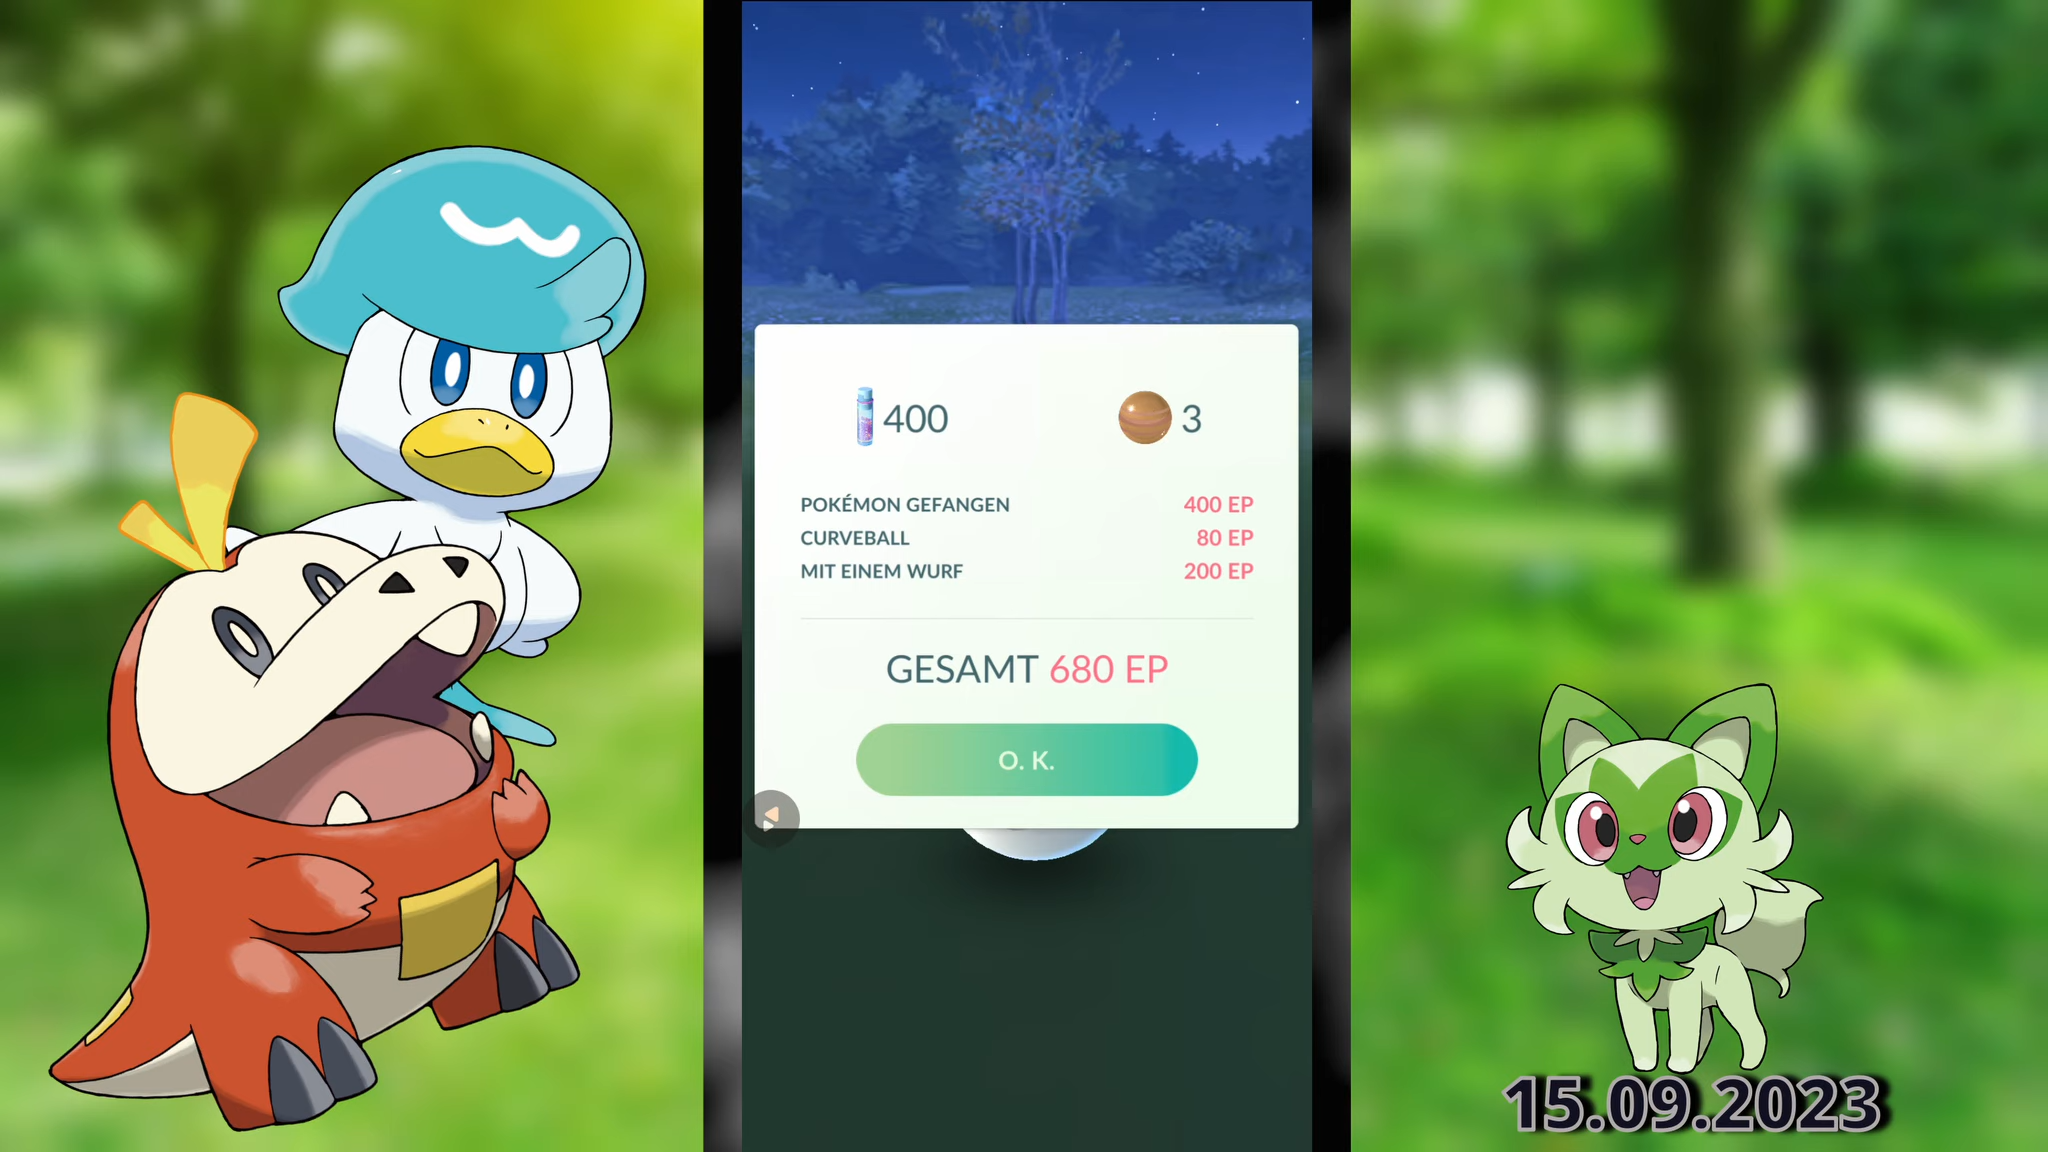 400
3
POKÉMON GEFANGEN 400 EP
CURVEBALL 80 EP
MIT EINEM WURF 200 EP
GESAMT 680 EP
O. K.
15.09.2023